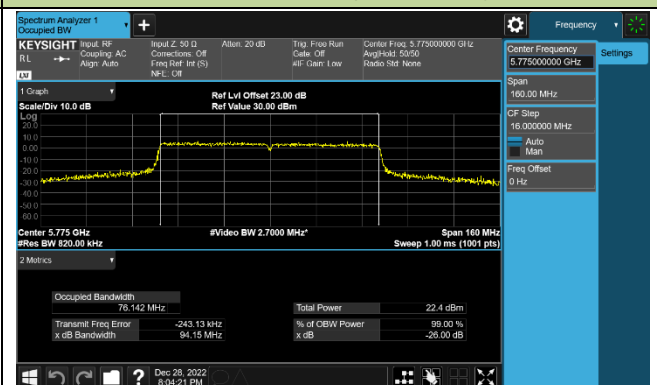 Spectrum Analyzer 1
Occupied BW
+
Frequency
KEYSIGHT
RL
LXI
Input: RF
Coupling: AC
Align: Auto
Input Z: 50 Ω
Corrections: Off
Freq Ref: Int (S)
NFE: Off
Atten: 20 dB
Trig: Free Run
Gate: Off
#IF Gain: Low
Center Freq: 5.775000000 GHz
Avg|Hold: 50/50
Radio Std: None
Center Frequency
5.775000000 GHz
Settings
Span
160.00 MHz
CF Step
16.000000 MHz
Auto
Man
Freq Offset
0 Hz
1 Graph
Scale/Div 10.0 dB
Ref Lvl Offset 23.00 dB
Ref Value 30.00 dBm
Log
20.0
10.0
0.00
-10.0
-20.0
-30.0
-40.0
-50.0
-60.0
Center 5.775 GHz
#Res BW 820.00 kHz
#Video BW 2.7000 MHz*
Span 160 MHz
Sweep 1.00 ms (1001 pts)
2 Metrics
Occupied Bandwidth
76.142 MHz
Total Power 22.4 dBm
Transmit Freq Error -243.13 kHz
% of OBW Power 99.00 %
x dB Bandwidth 94.15 MHz
x dB -26.00 dB
?
Dec 28, 2022
8:04:21 PM